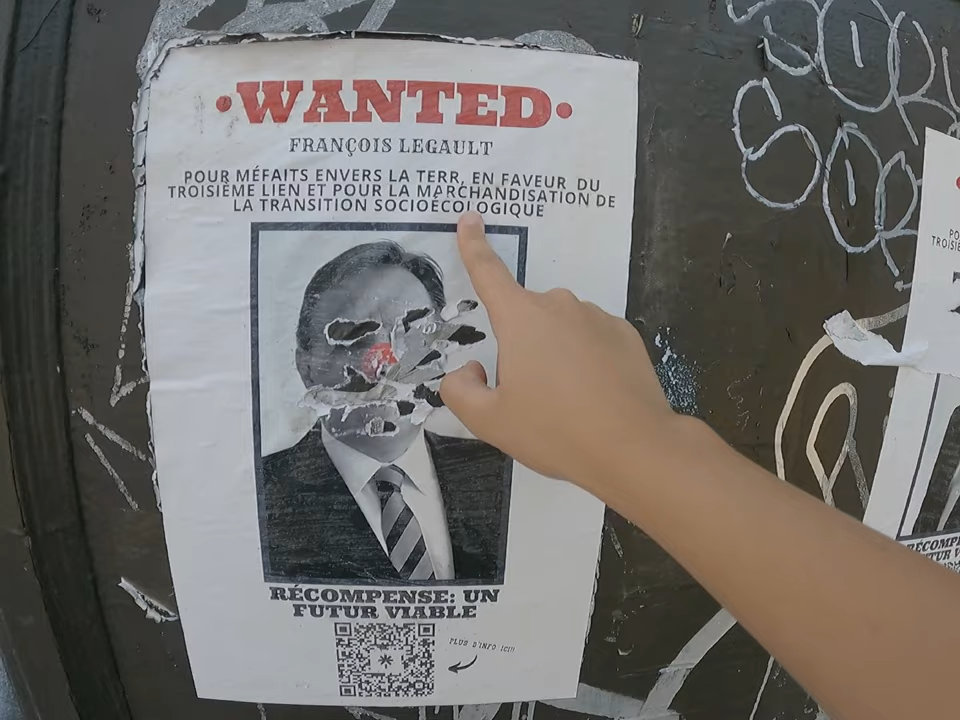 •WANTED•
FRANÇOIS LEGAULT
POUR MÉFAITS ENVERS LA TERR, EN FAVEUR DU
TROISIÈME LIEN ET POUR LA MARCHANDISATION DE
LA TRANSITION SOCIOÉCOLOGIQUE
RÉCOMPENSE: UN
FUTUR VIABLE
PLUS D'INFO ICI!!!